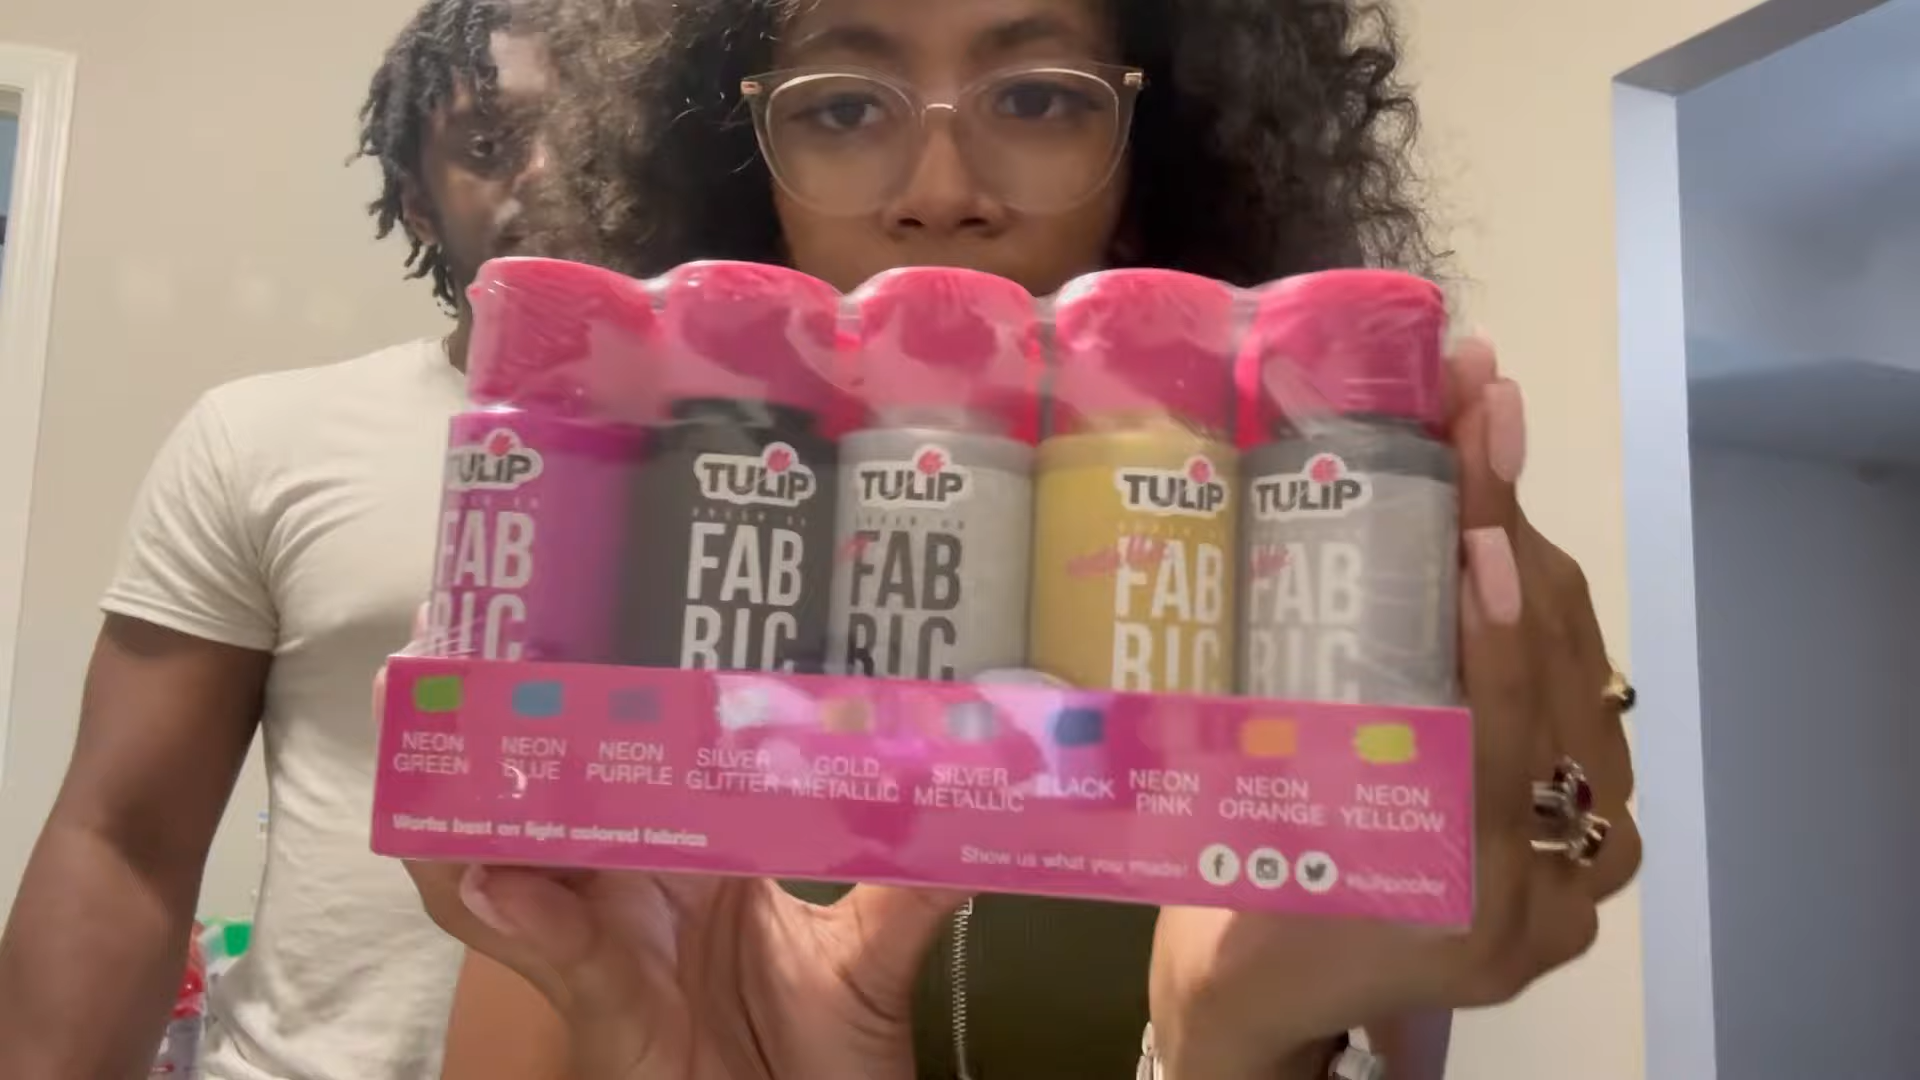 TULIP
FAB
RIC
TULIP
FAB
RIC
TULIP
FAB
RIC
TULIP
FAB
RIC
TULIP
FAB
RIC
NEON GREEN
NEON BLUE
NEON PURPLE
SILVER GLITTER
GOLD METALLIC
SILVER METALLIC
BLACK
NEON PINK
NEON ORANGE
NEON YELLOW
Works best on light colored fabrics
Show us what you made!